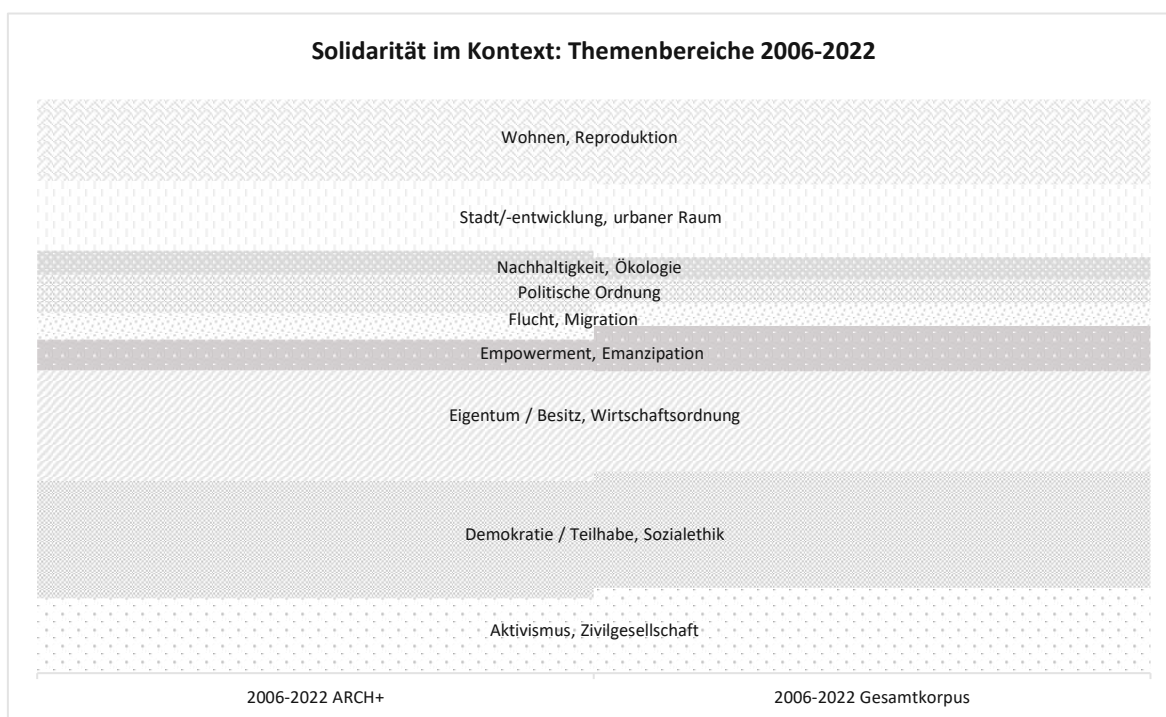 Solidarität im Kontext: Themenbereiche 2006-2022
Wohnen, Reproduktion
Stadt/-entwicklung, urbaner Raum
Nachhaltigkeit, Ökologie
Politische Ordnung
Flucht, Migration
Empowerment, Emanzipation
Eigentum / Besitz, Wirtschaftsordnung
Demokratie / Teilhabe, Sozialethik
Aktivismus, Zivilgesellschaft
2006-2022 ARCH+
2006-2022 Gesamtkorpus